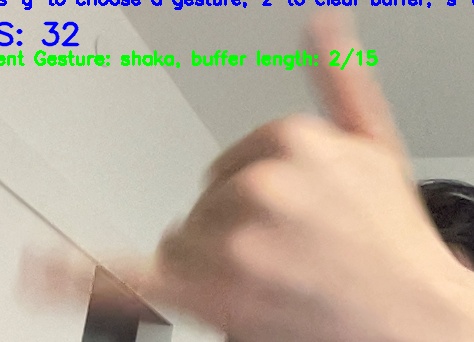 s 'g' to choose a gesture, 'z' to clear buffer, 's'
S: 32
ent Gesture: shaka, buffer length: 2/15